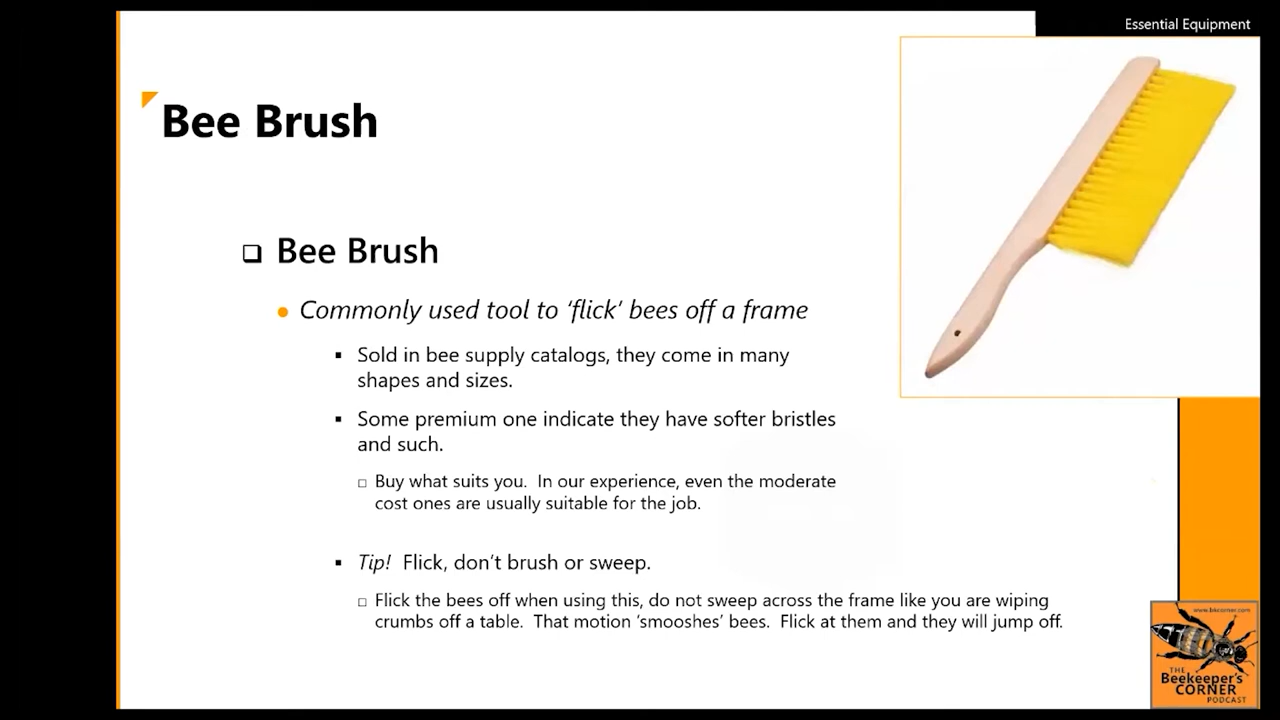 Essential Equipment
Bee Brush
❑ Bee Brush
• Commonly used tool to ‘flick’ bees off a frame
▪ Sold in bee supply catalogs, they come in many
shapes and sizes.
▪ Some premium one indicate they have softer bristles
and such.
□ Buy what suits you. In our experience, even the moderate
cost ones are usually suitable for the job.
▪ Tip! Flick, don’t brush or sweep.
□ Flick the bees off when using this, do not sweep across the frame like you are wiping
crumbs off a table. That motion ‘smooshes’ bees. Flick at them and they will jump off.
www.bkcorner.com
THE
Beekeeper's
CORNER
PODCAST